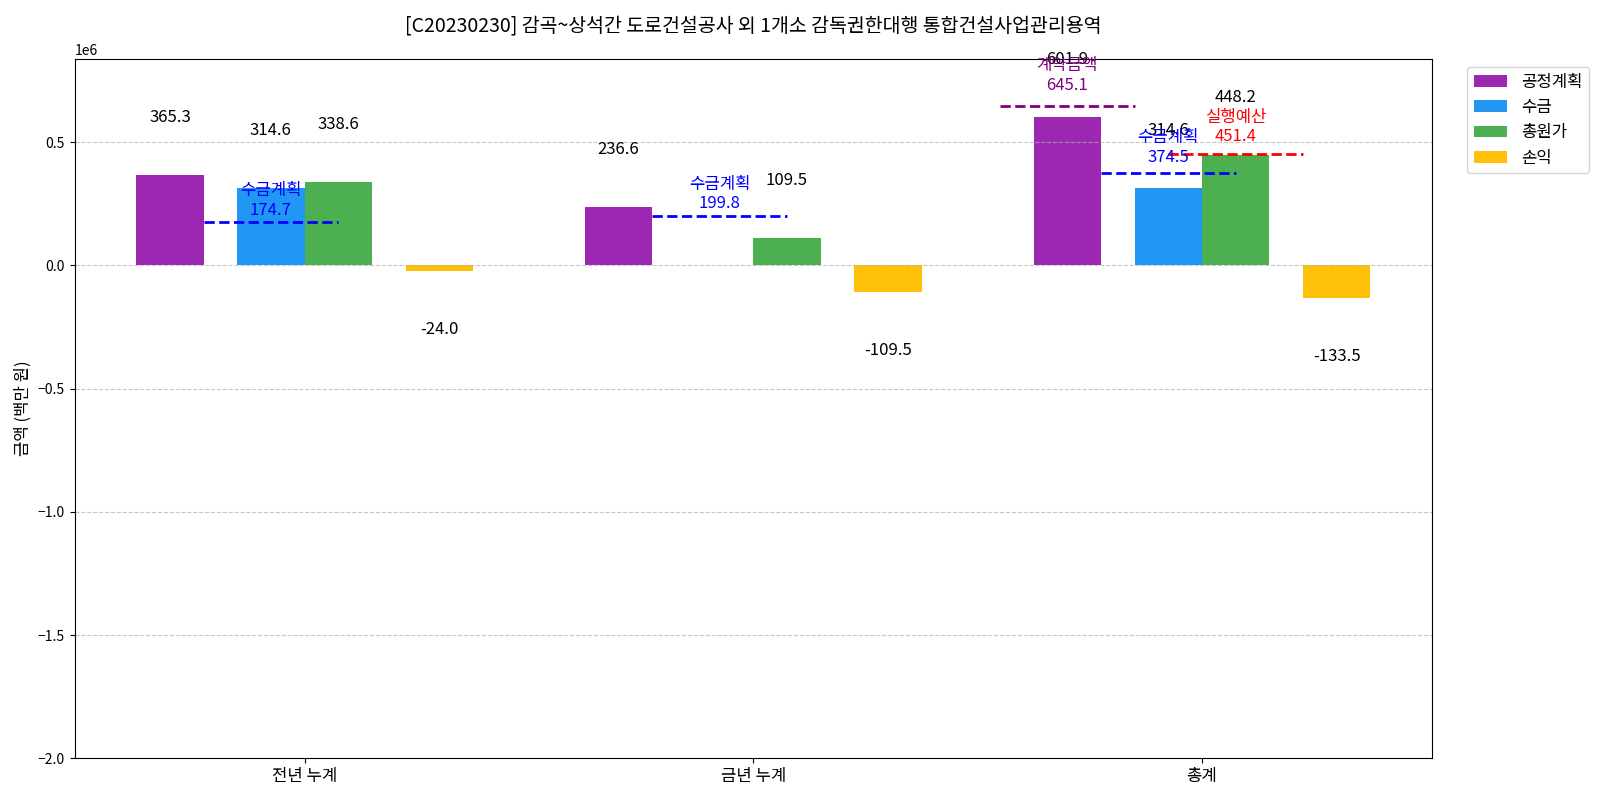 [C20230230] 감곡~상석간 도로건설공사 외 1개소 감독권한대행 통합건설사업관리용역
1e6
0.5
0.0
−0.5
−1.0
−1.5
−2.0
금액 (백만 원)
365.3
314.6
338.6
수금계획
174.7
-24.0
236.6
수금계획
199.8
109.5
-109.5
601.9
계약금액
645.1
314.6
수금계획
374.5
448.2
실행예산
451.4
-133.5
전년 누계
금년 누계
총계
공정계획
수금
총원가
손익